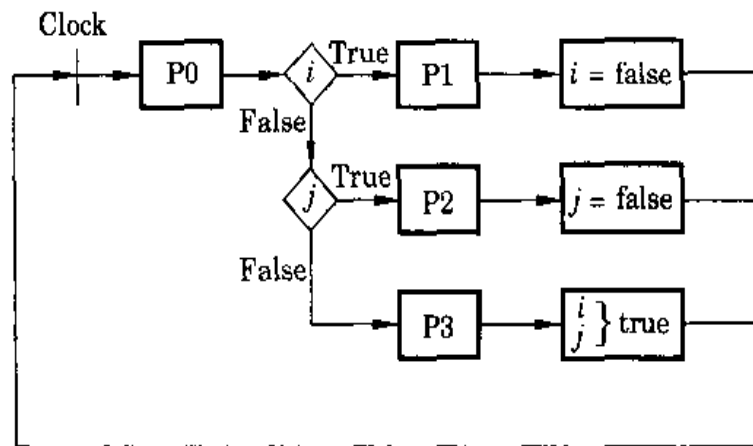 Clock
P0
i
True
P1
i = false
False
j
True
P2
j = false
False
P3
i
j } true